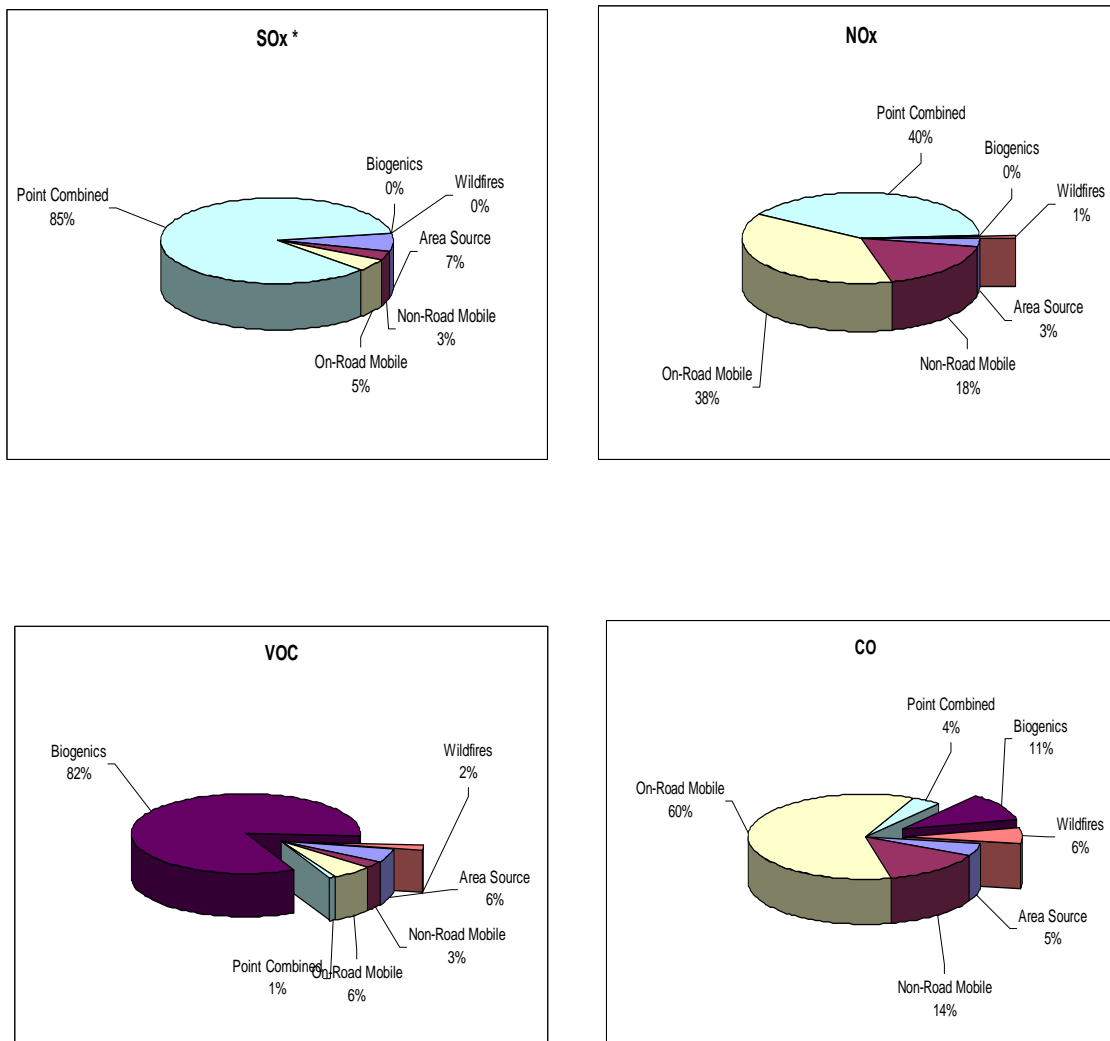 SOx *
Point Combined
85%
Biogenics
0%
Wildfires
0%
Area Source
7%
Non-Road Mobile
3%
On-Road Mobile
5%
NOx
Point Combined
40%
Biogenics
0%
Wildfires
1%
Area Source
3%
Non-Road Mobile
18%
On-Road Mobile
38%
VOC
Biogenics
82%
Wildfires
2%
Area Source
6%
Non-Road Mobile
3%
On-Road Mobile
6%
Point Combined
1%
CO
Point Combined
4%
Biogenics
11%
On-Road Mobile
60%
Wildfires
6%
Area Source
5%
Non-Road Mobile
14%